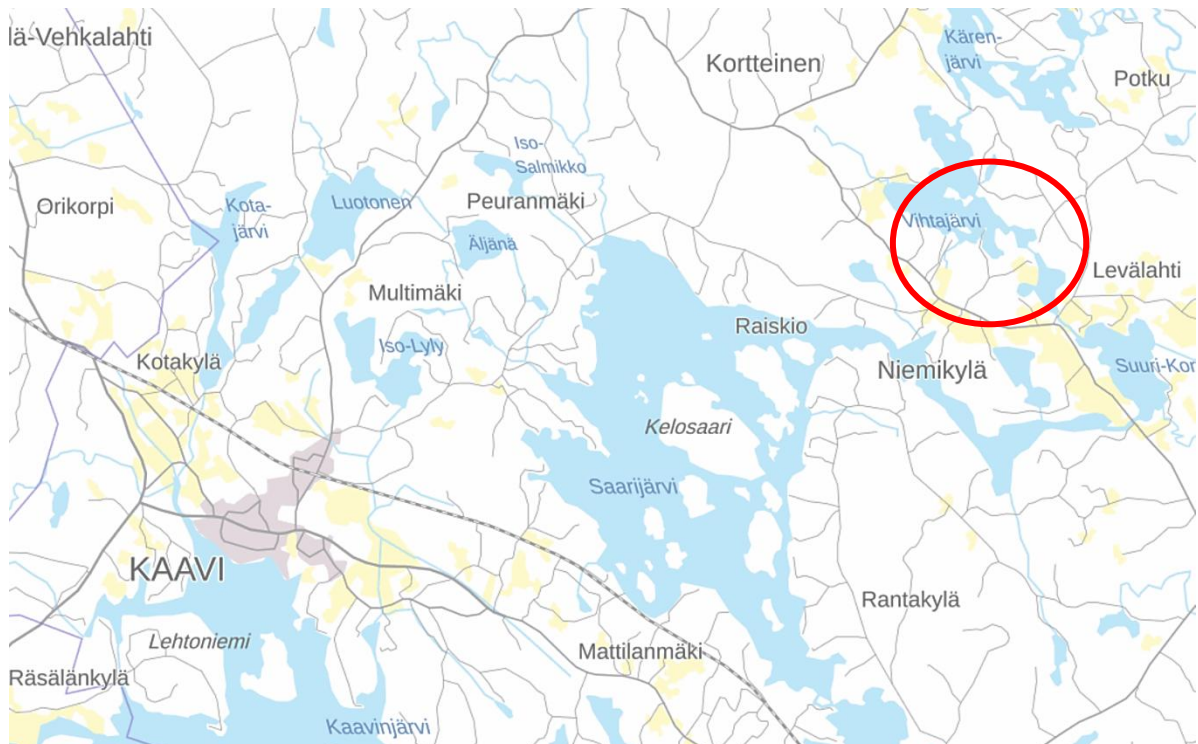 lä-Vehkalahti
Kären-
järvi
Kortteinen
Potku
Iso-
Salmikko
Orikorpi
Kota-
järvi
Luotonen
Peuranmäki
Äljänä
Vihtajärvi
Levälahti
Multimäki
Raiskio
Iso-Lyly
Kotakylä
Niemikylä
Suuri-Kor
Kelosaari
Saarijärvi
KAAVI
Rantakylä
Lehtoniemi
Mattilanmäki
Räsälänkylä
Kaavinjärvi